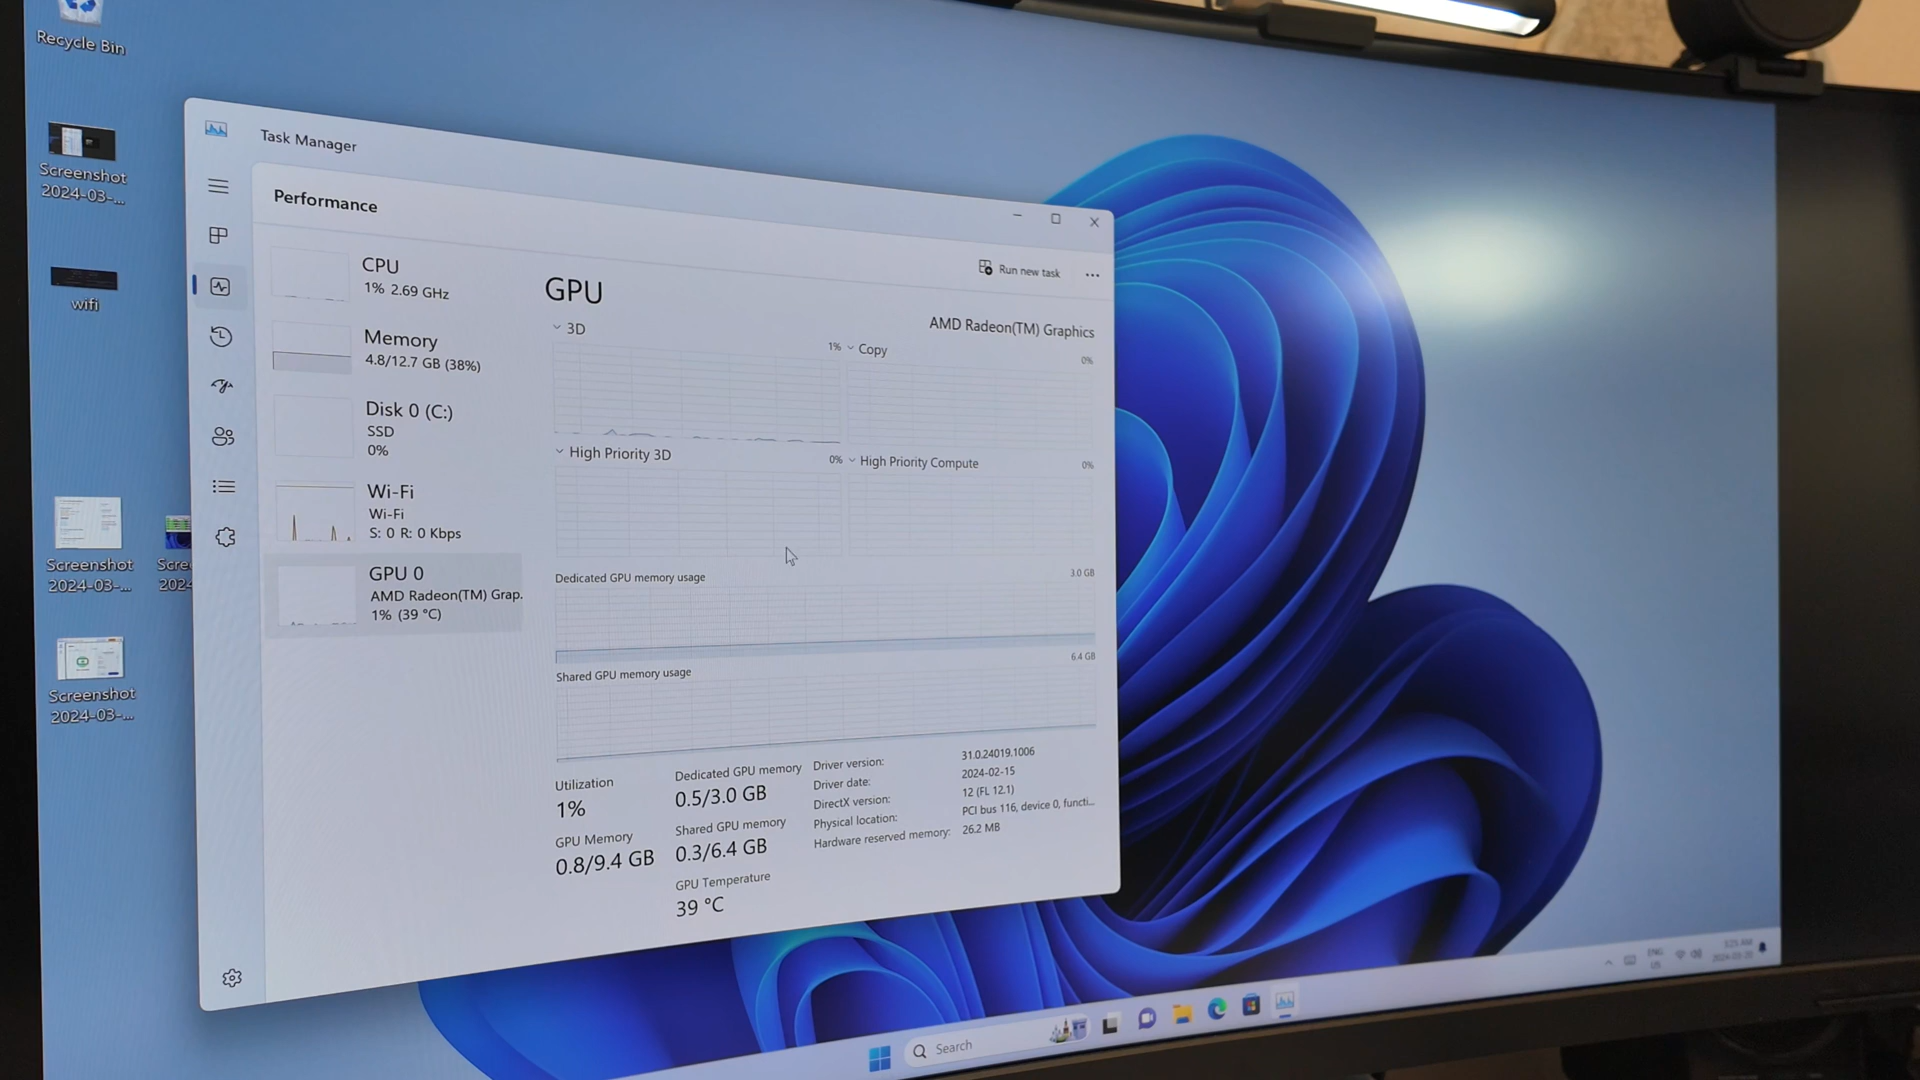 Recycle Bin
Screenshot
2024-03-...
wifi
Screenshot
2024-03-...
Scre
2024
Screenshot
2024-03-...
Task Manager
Performance
Run new task
CPU
1% 2.69 GHz
Memory
4.8/12.7 GB (38%)
Disk 0 (C:)
SSD
0%
Wi-Fi
Wi-Fi
S: 0 R: 0 Kbps
GPU 0
AMD Radeon(TM) Grap.
1% (39 °C)
GPU
AMD Radeon(TM) Graphics
3D 1%
Copy 0%
High Priority 3D 0%
High Priority Compute 0%
Dedicated GPU memory usage 3.0 GB
Shared GPU memory usage 6.4 GB
Utilization
1%
GPU Memory
0.8/9.4 GB
Dedicated GPU memory
0.5/3.0 GB
Shared GPU memory
0.3/6.4 GB
GPU Temperature
39 °C
Driver version: 31.0.24019.1006
Driver date: 2024-02-15
DirectX version: 12 (FL 12.1)
Physical location: PCI bus 116, device 0, functi...
Hardware reserved memory: 26.2 MB
Search
ENG